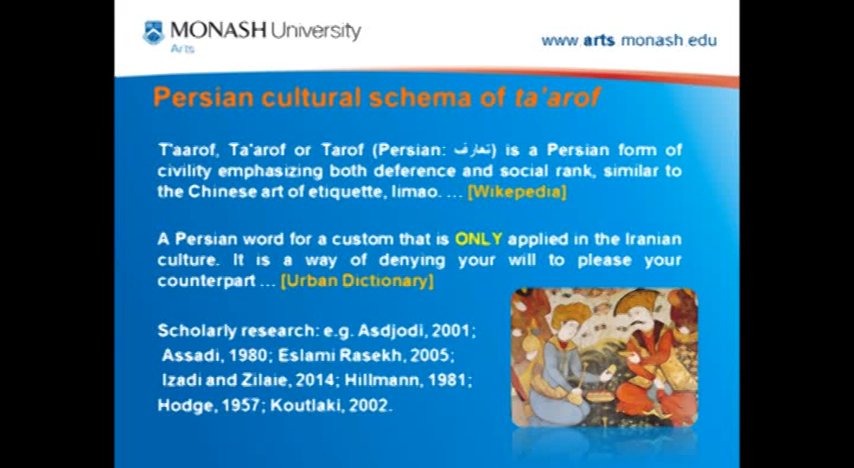 MONASH University
Arts
www arts monash edu
Persian cultural schema of ta'arof
T'aarof, Ta'arof or Tarof (Persian: تعارف) is a Persian form of
civility emphasizing both deference and social rank, similar to
the Chinese art of etiquette, limao. ... [Wikepedia]
A Persian word for a custom that is ONLY applied in the Iranian
culture. It is a way of denying your will to please your
counterpart ... [Urban Dictionary]
Scholarly research: e.g. Asdjodi, 2001;
Assadi, 1980; Eslami Rasekh, 2005;
Izadi and Zilaie, 2014; Hillmann, 1981;
Hodge, 1957; Koutlaki, 2002.